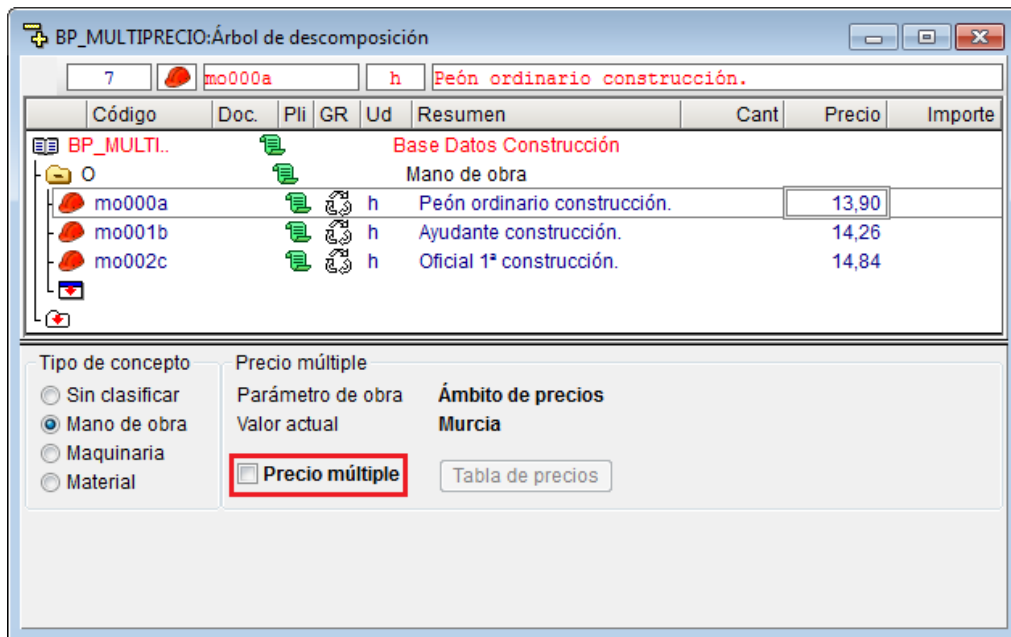 BP_MULTIPRECIO:Árbol de descomposición
7 mo000a h Peón ordinario construcción.
Código Doc. Pli GR Ud Resumen Cant Precio Importe
BP_MULTI.. Base Datos Construcción
O Mano de obra
mo000a h Peón ordinario construcción. 13,90
mo001b h Ayudante construcción. 14,26
mo002c h Oficial 1ª construcción. 14,84
Tipo de concepto Precio múltiple
Sin clasificar Parámetro de obra Ámbito de precios
Mano de obra Valor actual Murcia
Maquinaria
Precio múltiple Tabla de precios
Material